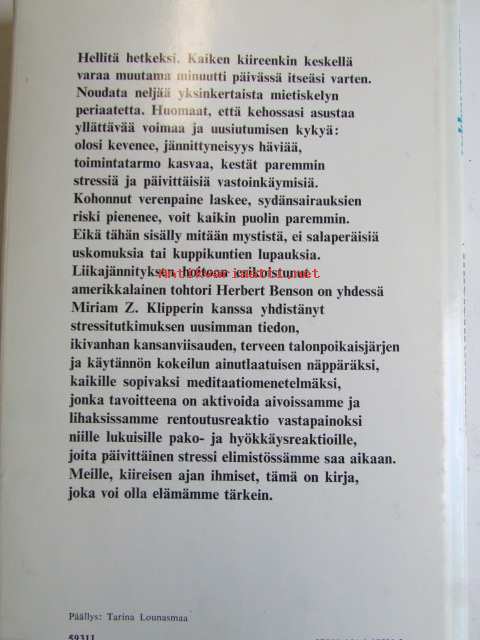 Hellitä hetkeksi. Kaiken kiireenkin keskellä
varaa muutama minuutti päivässä itseäsi varten.
Noudata neljää yksinkertaista mietiskelyn
periaatetta. Huomaat, että kehossasi asustaa
yllättävää voimaa ja uusiutumisen kykyä:
olosi kevenee, jännittyneisyys häviää,
toimintatarmo kasvaa, kestät paremmin
stressiä ja päivittäisiä vastoinkäymisiä.
Kohonnut verenpaine laskee, sydänsairauksien
riski pienenee, voit kaikin puolin paremmin.
Eikä tähän sisälly mitään mystistä, ei salaperäisiä
uskomuksia tai kuppikuntien lupauksia.
Liikajännityksen hoitoon erikoistunut
amerikkalainen tohtori Herbert Benson on yhdessä
Miriam Z. Klipperin kanssa yhdistänyt
stressitutkimuksen uusimman tiedon,
ikivanhan kansanviisauden, terveen talonpoikaisjärjen
ja käytännön kokeilun ainutlaatuisen näppäräksi,
kaikille sopivaksi meditaatiomenetelmäksi,
jonka tavoitteena on aktivoida aivoissamme ja
lihaksissamme rentoutusreaktio vastapainoksi
niille lukuisille pako- ja hyökkäysreaktioille,
joita päivittäinen stressi elimistössämme saa aikaan.
Meille, kiireisen ajan ihmiset, tämä on kirja,
joka voi olla elämämme tärkein.
Päällys: Tarina Lounasmaa
59311